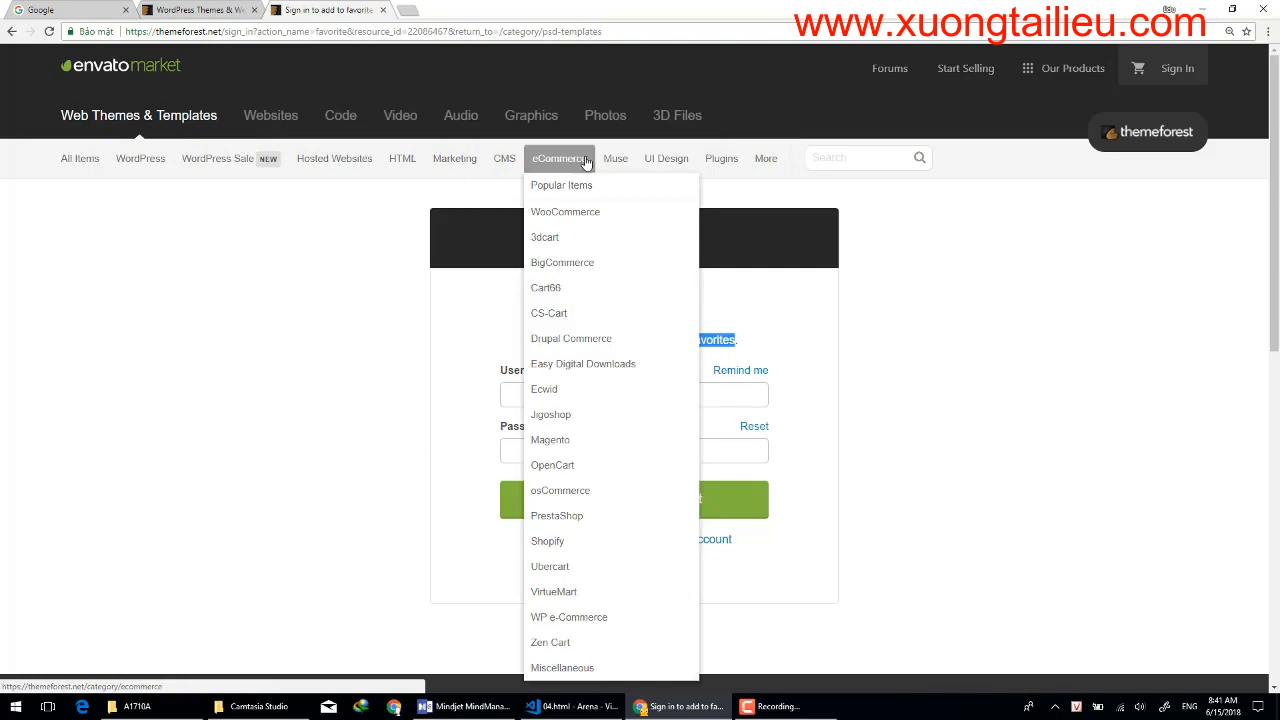 Google
WordPress Themes & We
Sign in to add to favorite
www.xuongtailieu.com
Bảo mật
https://themeforest.net/sign_in?action_name=favorite&resource_id=22086467&return_to=/category/psd-templates
envatomarket
Forums
Start Selling
Our Products
Sign In
Web Themes & Templates
Websites
Code
Video
Audio
Graphics
Photos
3D Files
themeforest
All Items
WordPress
WordPress Sale NEW
Hosted Websites
HTML
Marketing
CMS
eCommerce
Muse
UI Design
Plugins
More
Search
Popular Items
WooCommerce
3dcart
BigCommerce
Cart66
CS-Cart
Drupal Commerce
vorites.
Easy Digital Downloads
User
Remind me
Ecwid
Jigoshop
Pass
Reset
Magento
OpenCart
osCommerce
PrestaShop
Shopify
ccount
Ubercart
VirtueMart
WP e-Commerce
Zen Cart
Miscellaneous
https://themeforest.net/category/ecommerce
A1710A
Camtasia Studio
Mindjet MindMana...
04.html - Arena - Vi...
Sign in to add to fa...
Recording...
8:41 AM
6/15/2018